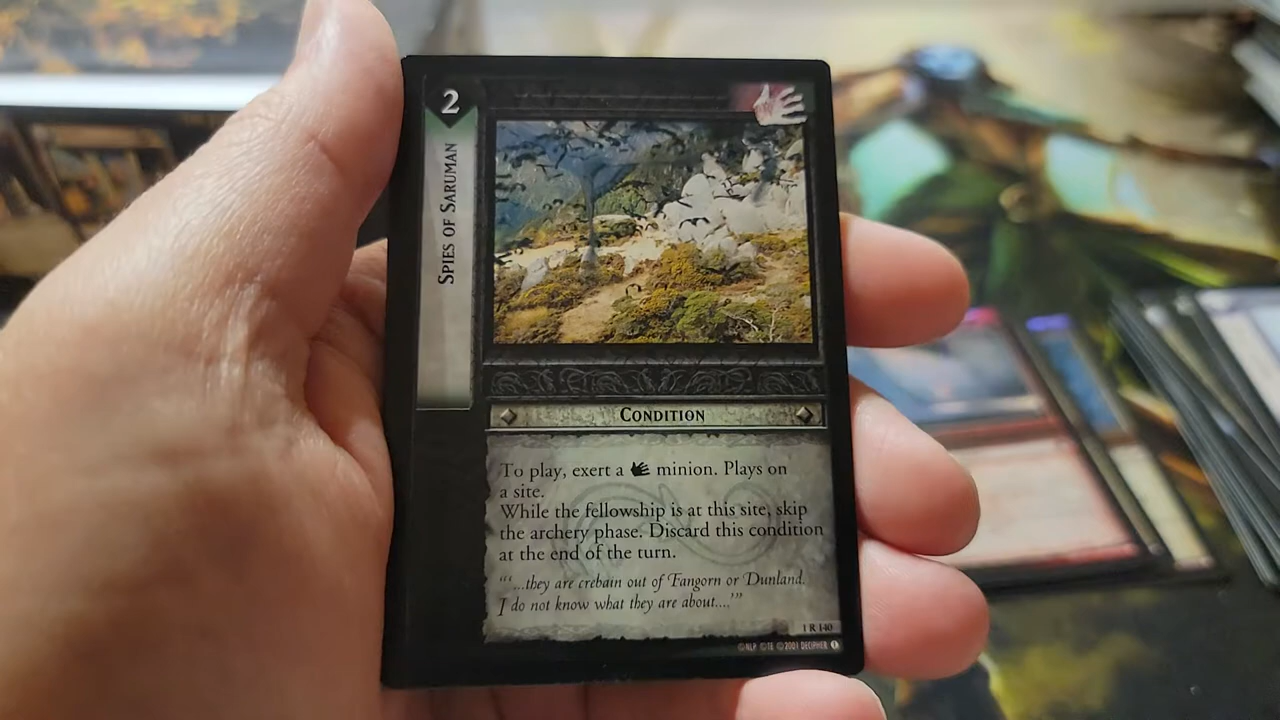 2
SPIES OF SARUMAN
CONDITION
To play, exert a minion. Plays on
a site.
While the fellowship is at this site, skip
the archery phase. Discard this condition
at the end of the turn.
"'...they are crebain out of Fangorn or Dunland.
I do not know what they are about....'"
1 R 140
©NLP ©TE ©2001 DECIPHER